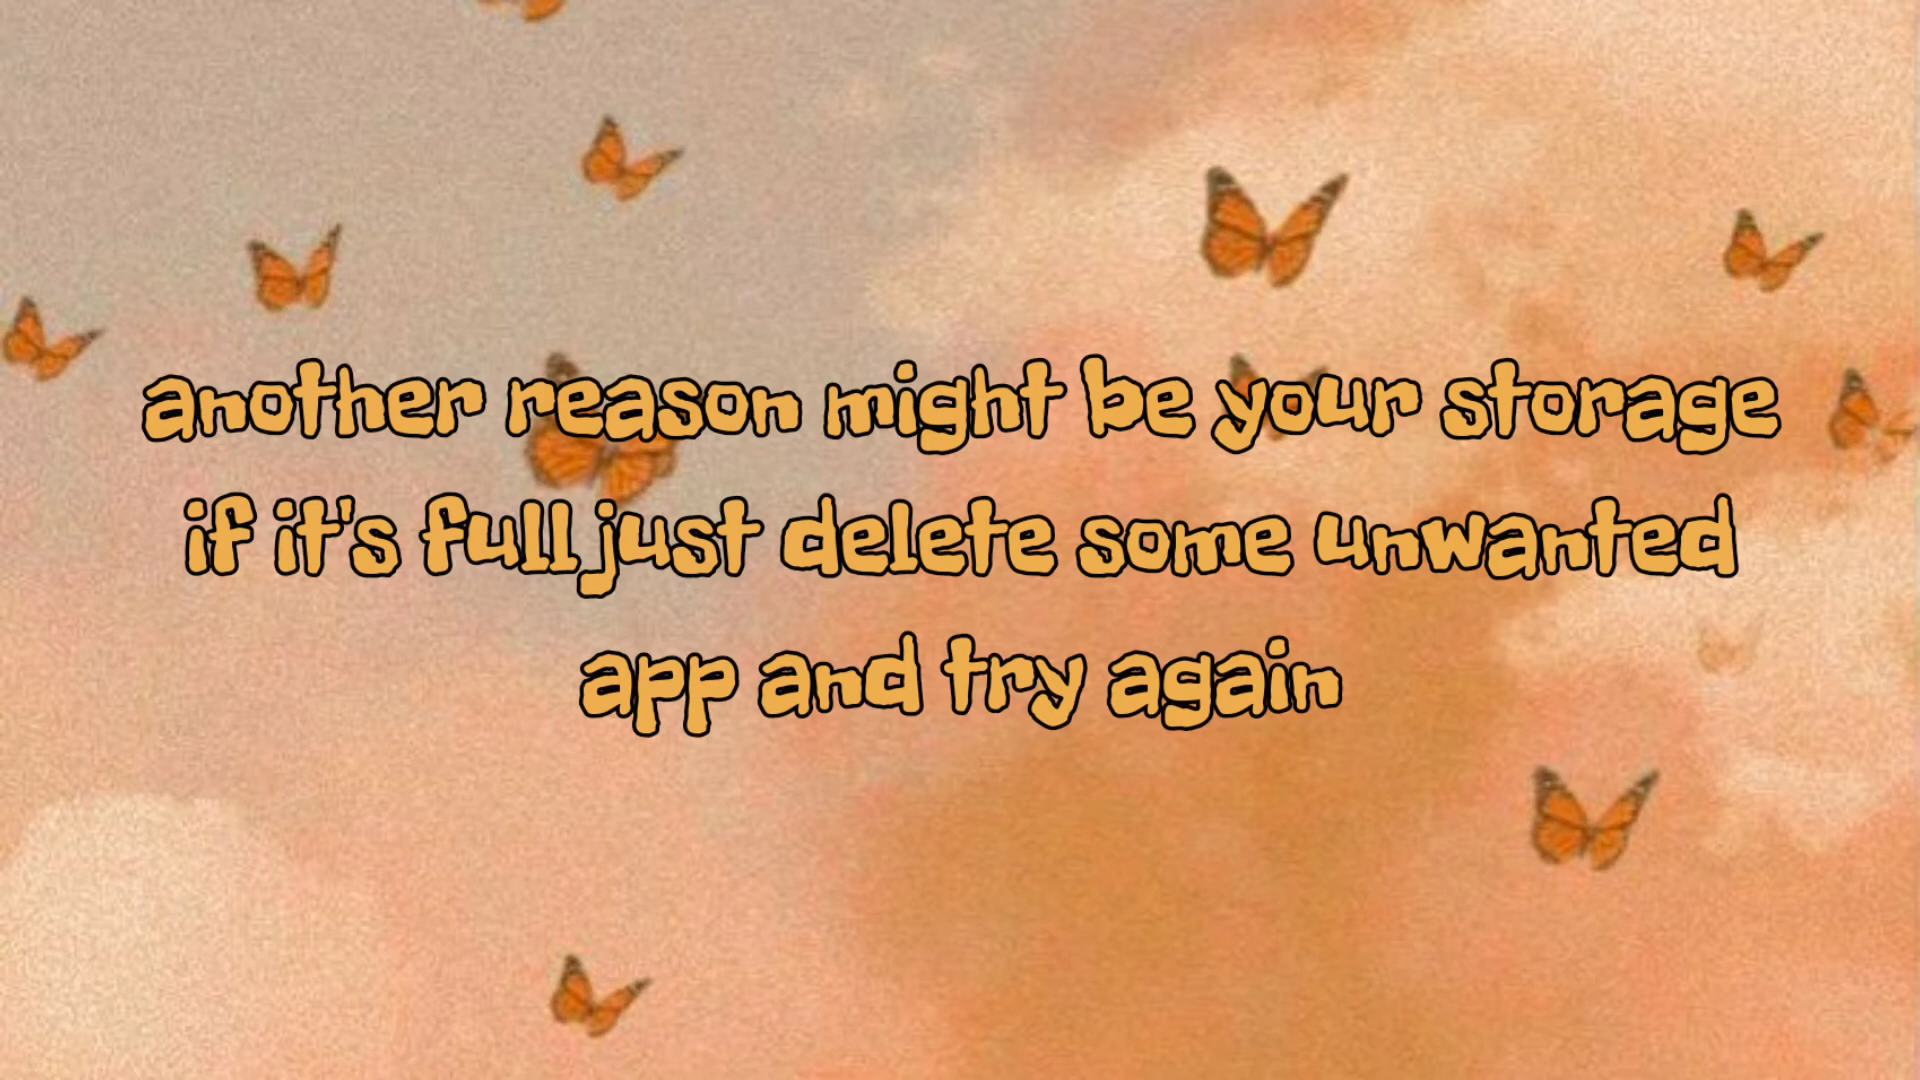 another reason might be your storage
if it's full just delete some unwanted
app and try again